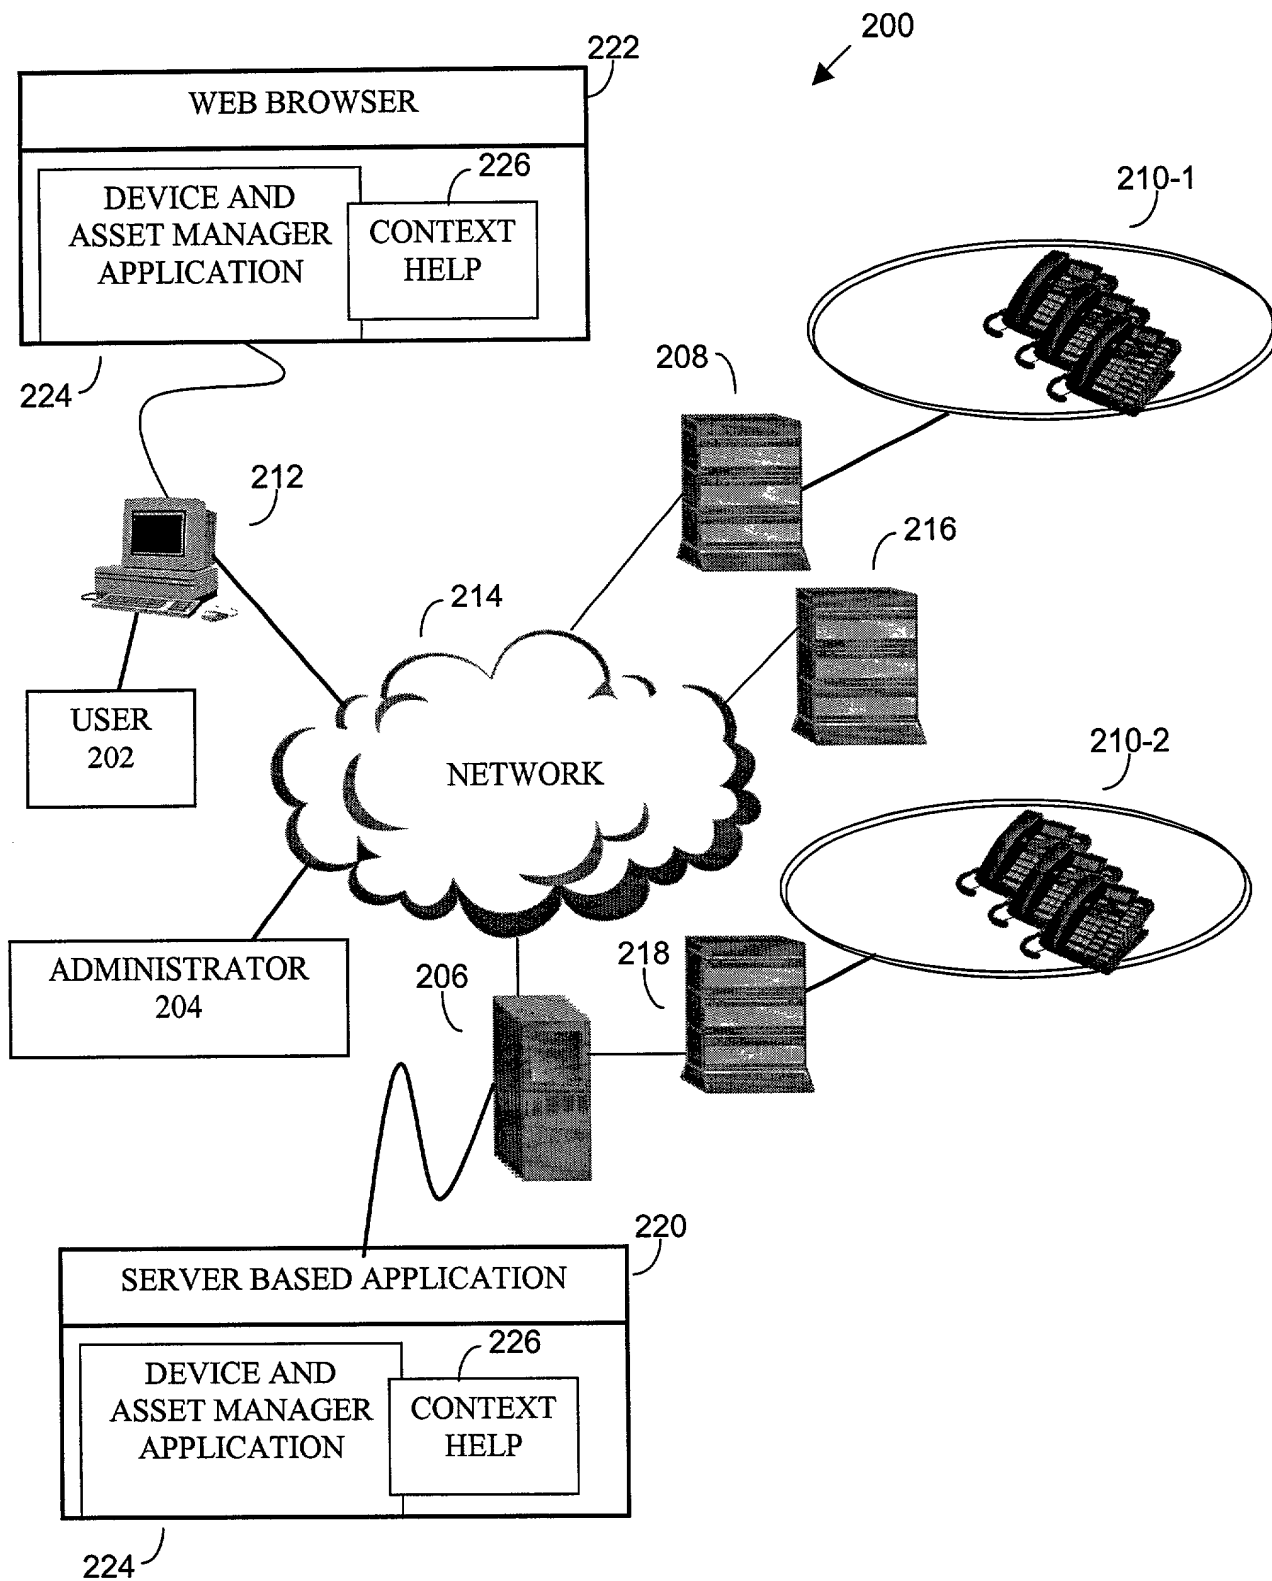 200
222
WEB BROWSER
226
DEVICE AND
ASSET MANAGER
APPLICATION
CONTEXT
HELP
224
210-1
208
212
216
214
USER
202
NETWORK
210-2
ADMINISTRATOR
204
206
218
220
SERVER BASED APPLICATION
226
DEVICE AND
ASSET MANAGER
APPLICATION
CONTEXT
HELP
224